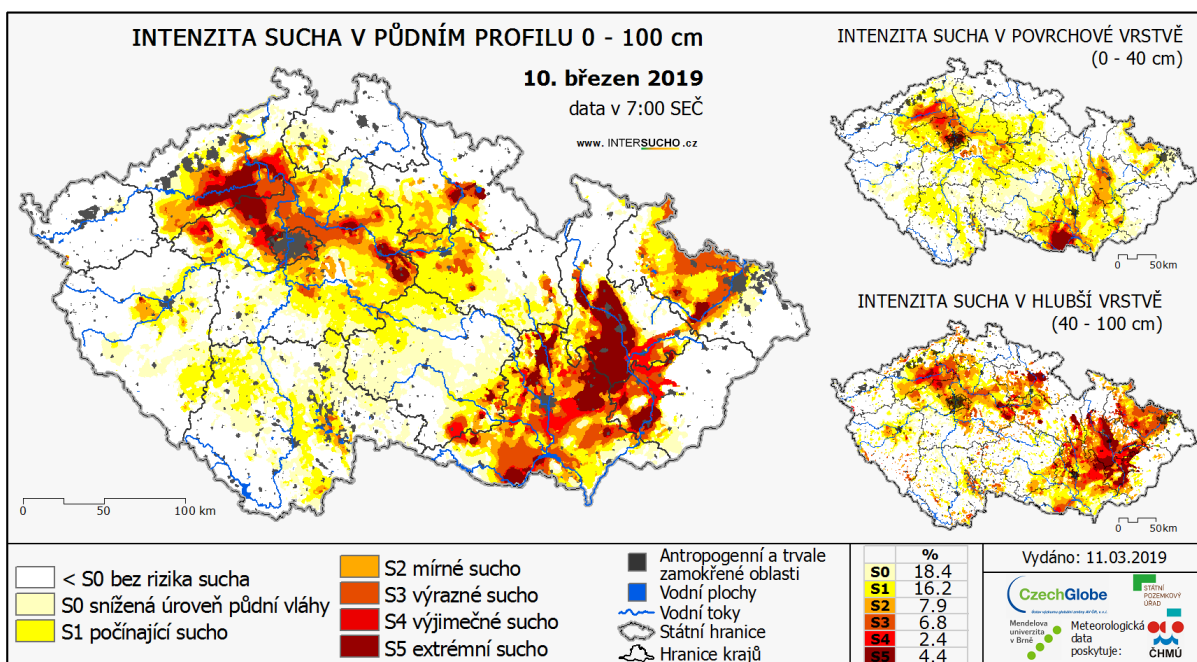 INTENZITA SUCHA V PŮDNÍM PROFILU 0 - 100 cm
10. březen 2019
data v 7:00 SEČ
www. INTERSUCHO .cz
0 50 100 km
INTENZITA SUCHA V POVRCHOVÉ VRSTVĚ
(0 - 40 cm)
0 50km
INTENZITA SUCHA V HLUBŠÍ VRSTVĚ
(40 - 100 cm)
0 50km
< S0 bez rizika sucha
S0 snížená úroveň půdní vláhy
S1 počínající sucho
S2 mírné sucho
S3 výrazné sucho
S4 výjimečné sucho
S5 extrémní sucho
Antropogenní a trvale
zamokřené oblasti
Vodní plochy
Vodní toky
Státní hranice
Hranice krajů
%
S0 18.4
S1 16.2
S2 7.9
S3 6.8
S4 2.4
S5 4.4
Vydáno: 11.03.2019
CzechGlobe
STÁTNÍ
POZEMKOVÝ
ÚŘAD
Mendelova
univerzita
v Brně
Meteorologická
data
poskytuje:
ČHMÚ